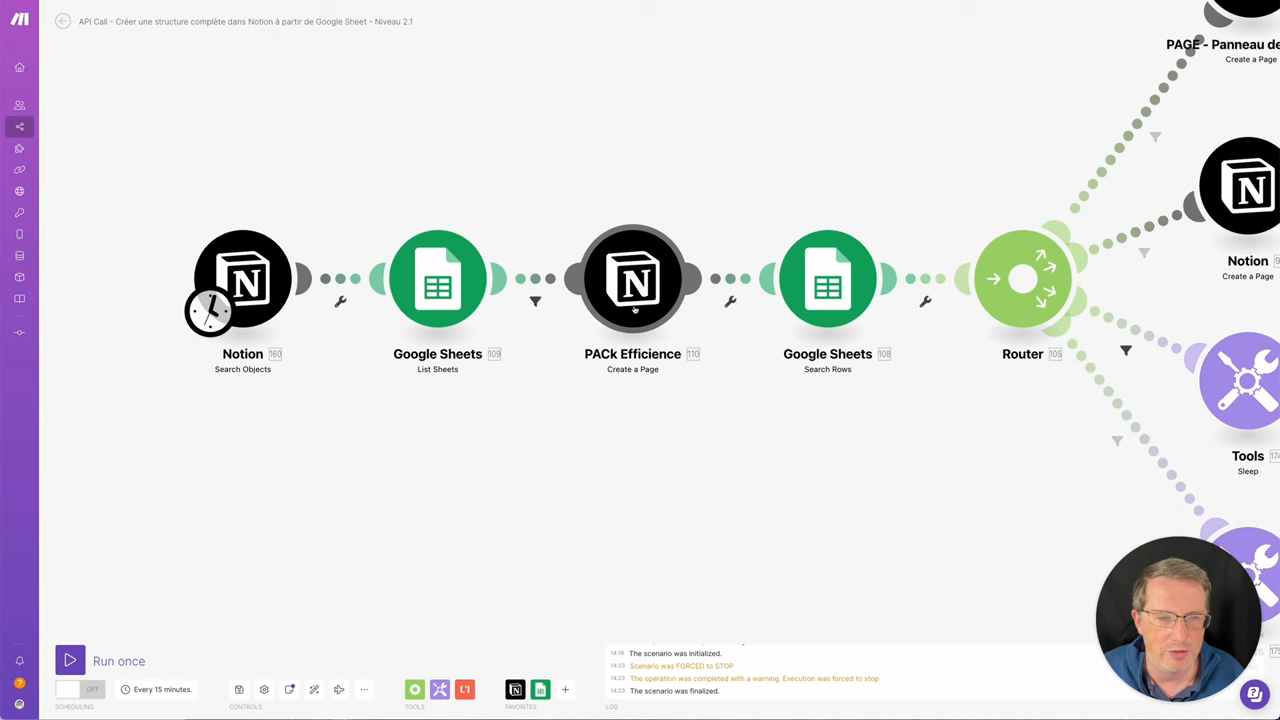 API Call - Créer une structure complète dans Notion à partir de Google Sheet - Niveau 2.1
PAGE - Panneau de
Create a Page
Notion
Create a Page
Notion 160
Search Objects
Google Sheets 109
List Sheets
PACk Efficience 110
Create a Page
Google Sheets 108
Search Rows
Router 105
Tools
Sleep
Run once
OFF
Every 15 minutes.
SCHEDULING
CONTROLS
TOOLS
FAVORITES
LOG
14:16 The scenario was initialized.
14:23 Scenario was FORCED to STOP
14:23 The operation was completed with a warning. Execution was forced to stop
14:23 The scenario was finalized.